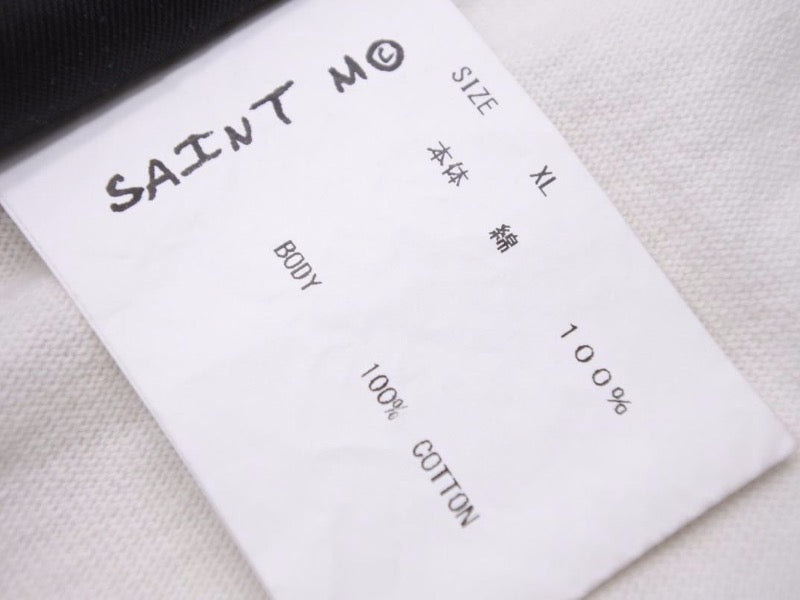 SAINT M©
SIZE XL
本体 綿 100%
BODY 100% COTTON